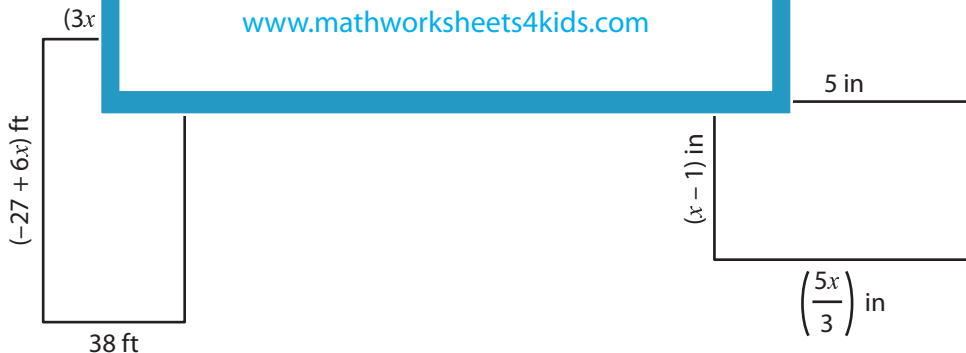 (3x
www.mathworksheets4kids.com
5 in
(−27 + 6x) ft
(x − 1) in
(5x/3) in
38 ft